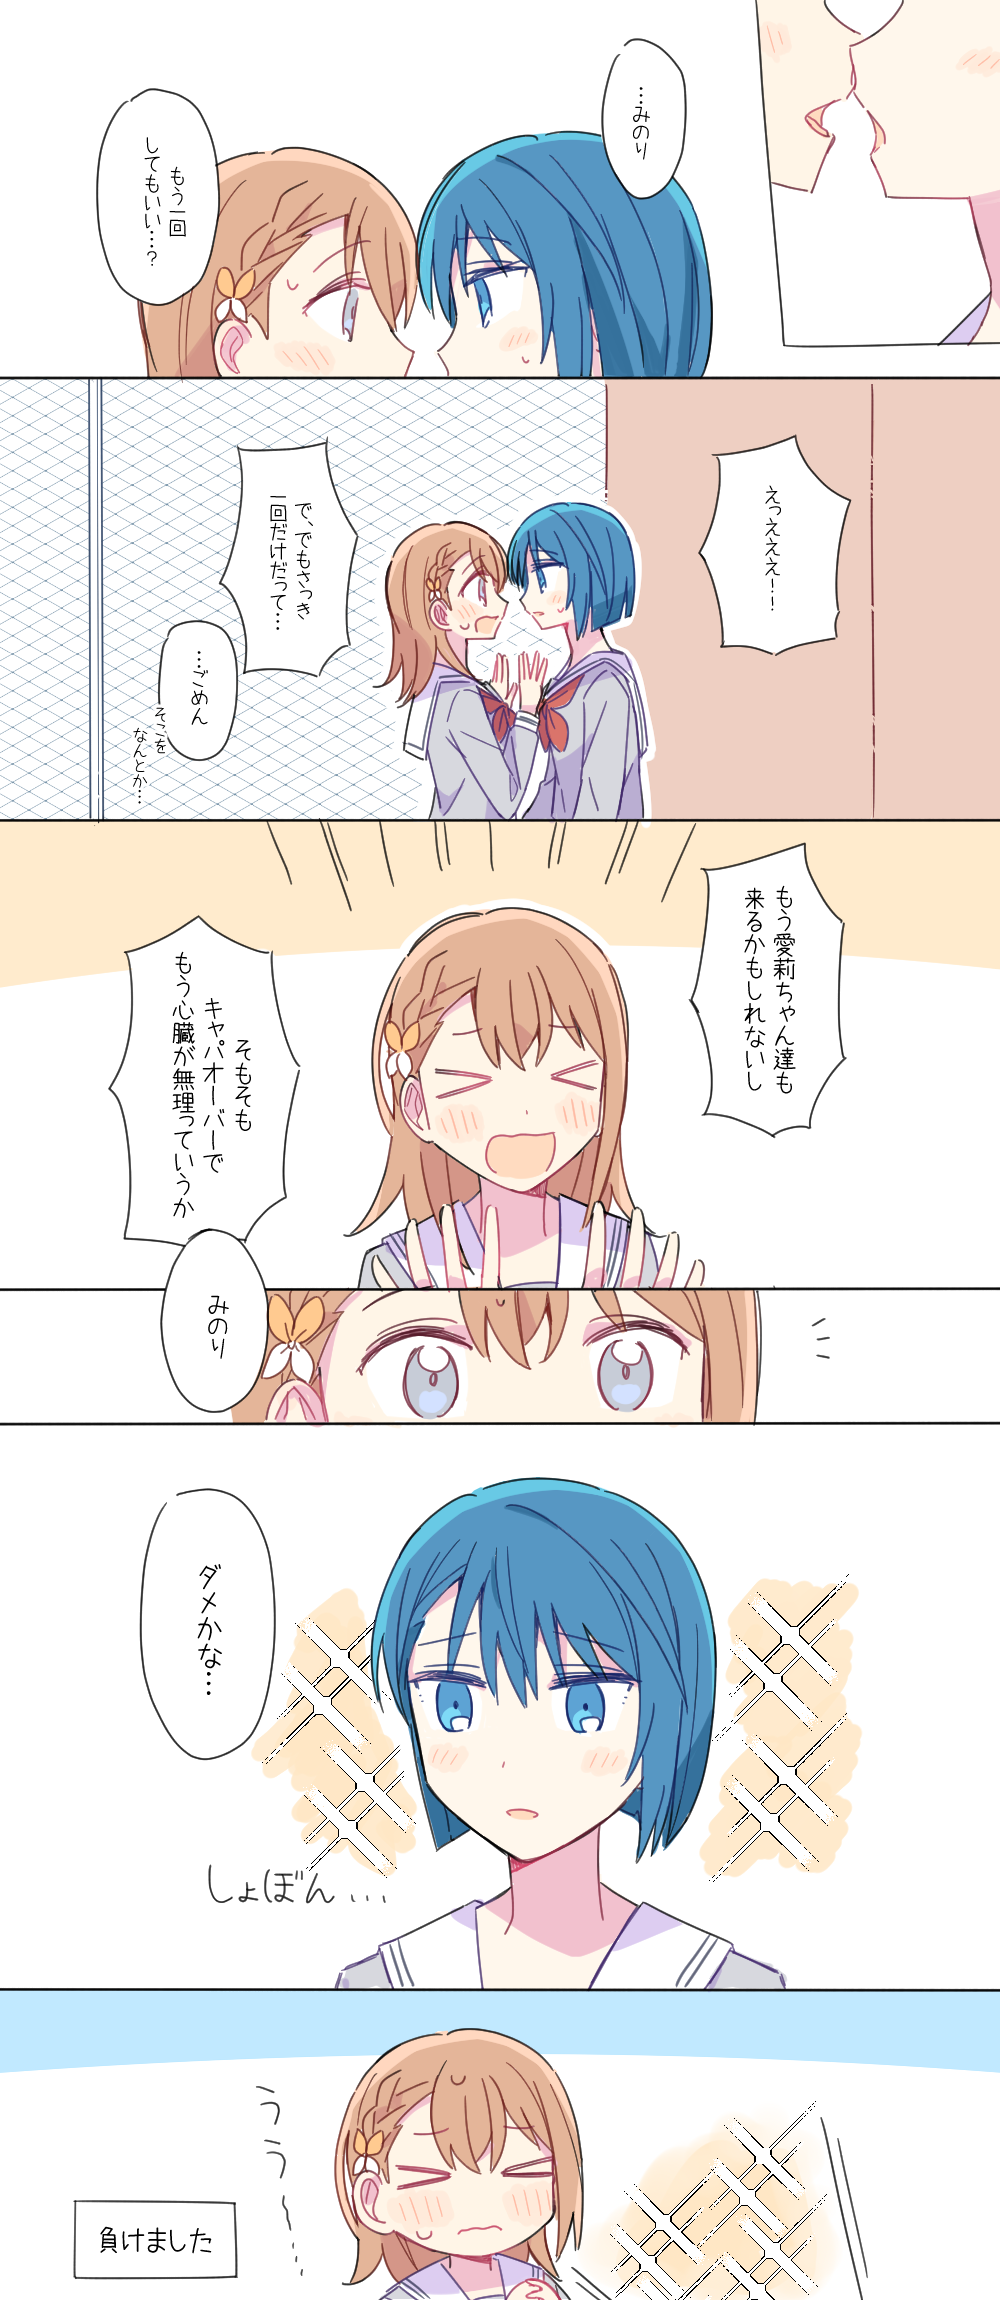 …みのり
もう一回
してもいい…？
えっえええ！！
で、でもさっき
一回だけだって…
…ごめん
そこを
なんとか…
もう愛莉ちゃん達も
来るかもしれないし
そもそも
キャパオーバーで
もう心臓が無理っていうか
みのり
ダメかな…
しょぼん...
うう〜…
負けました